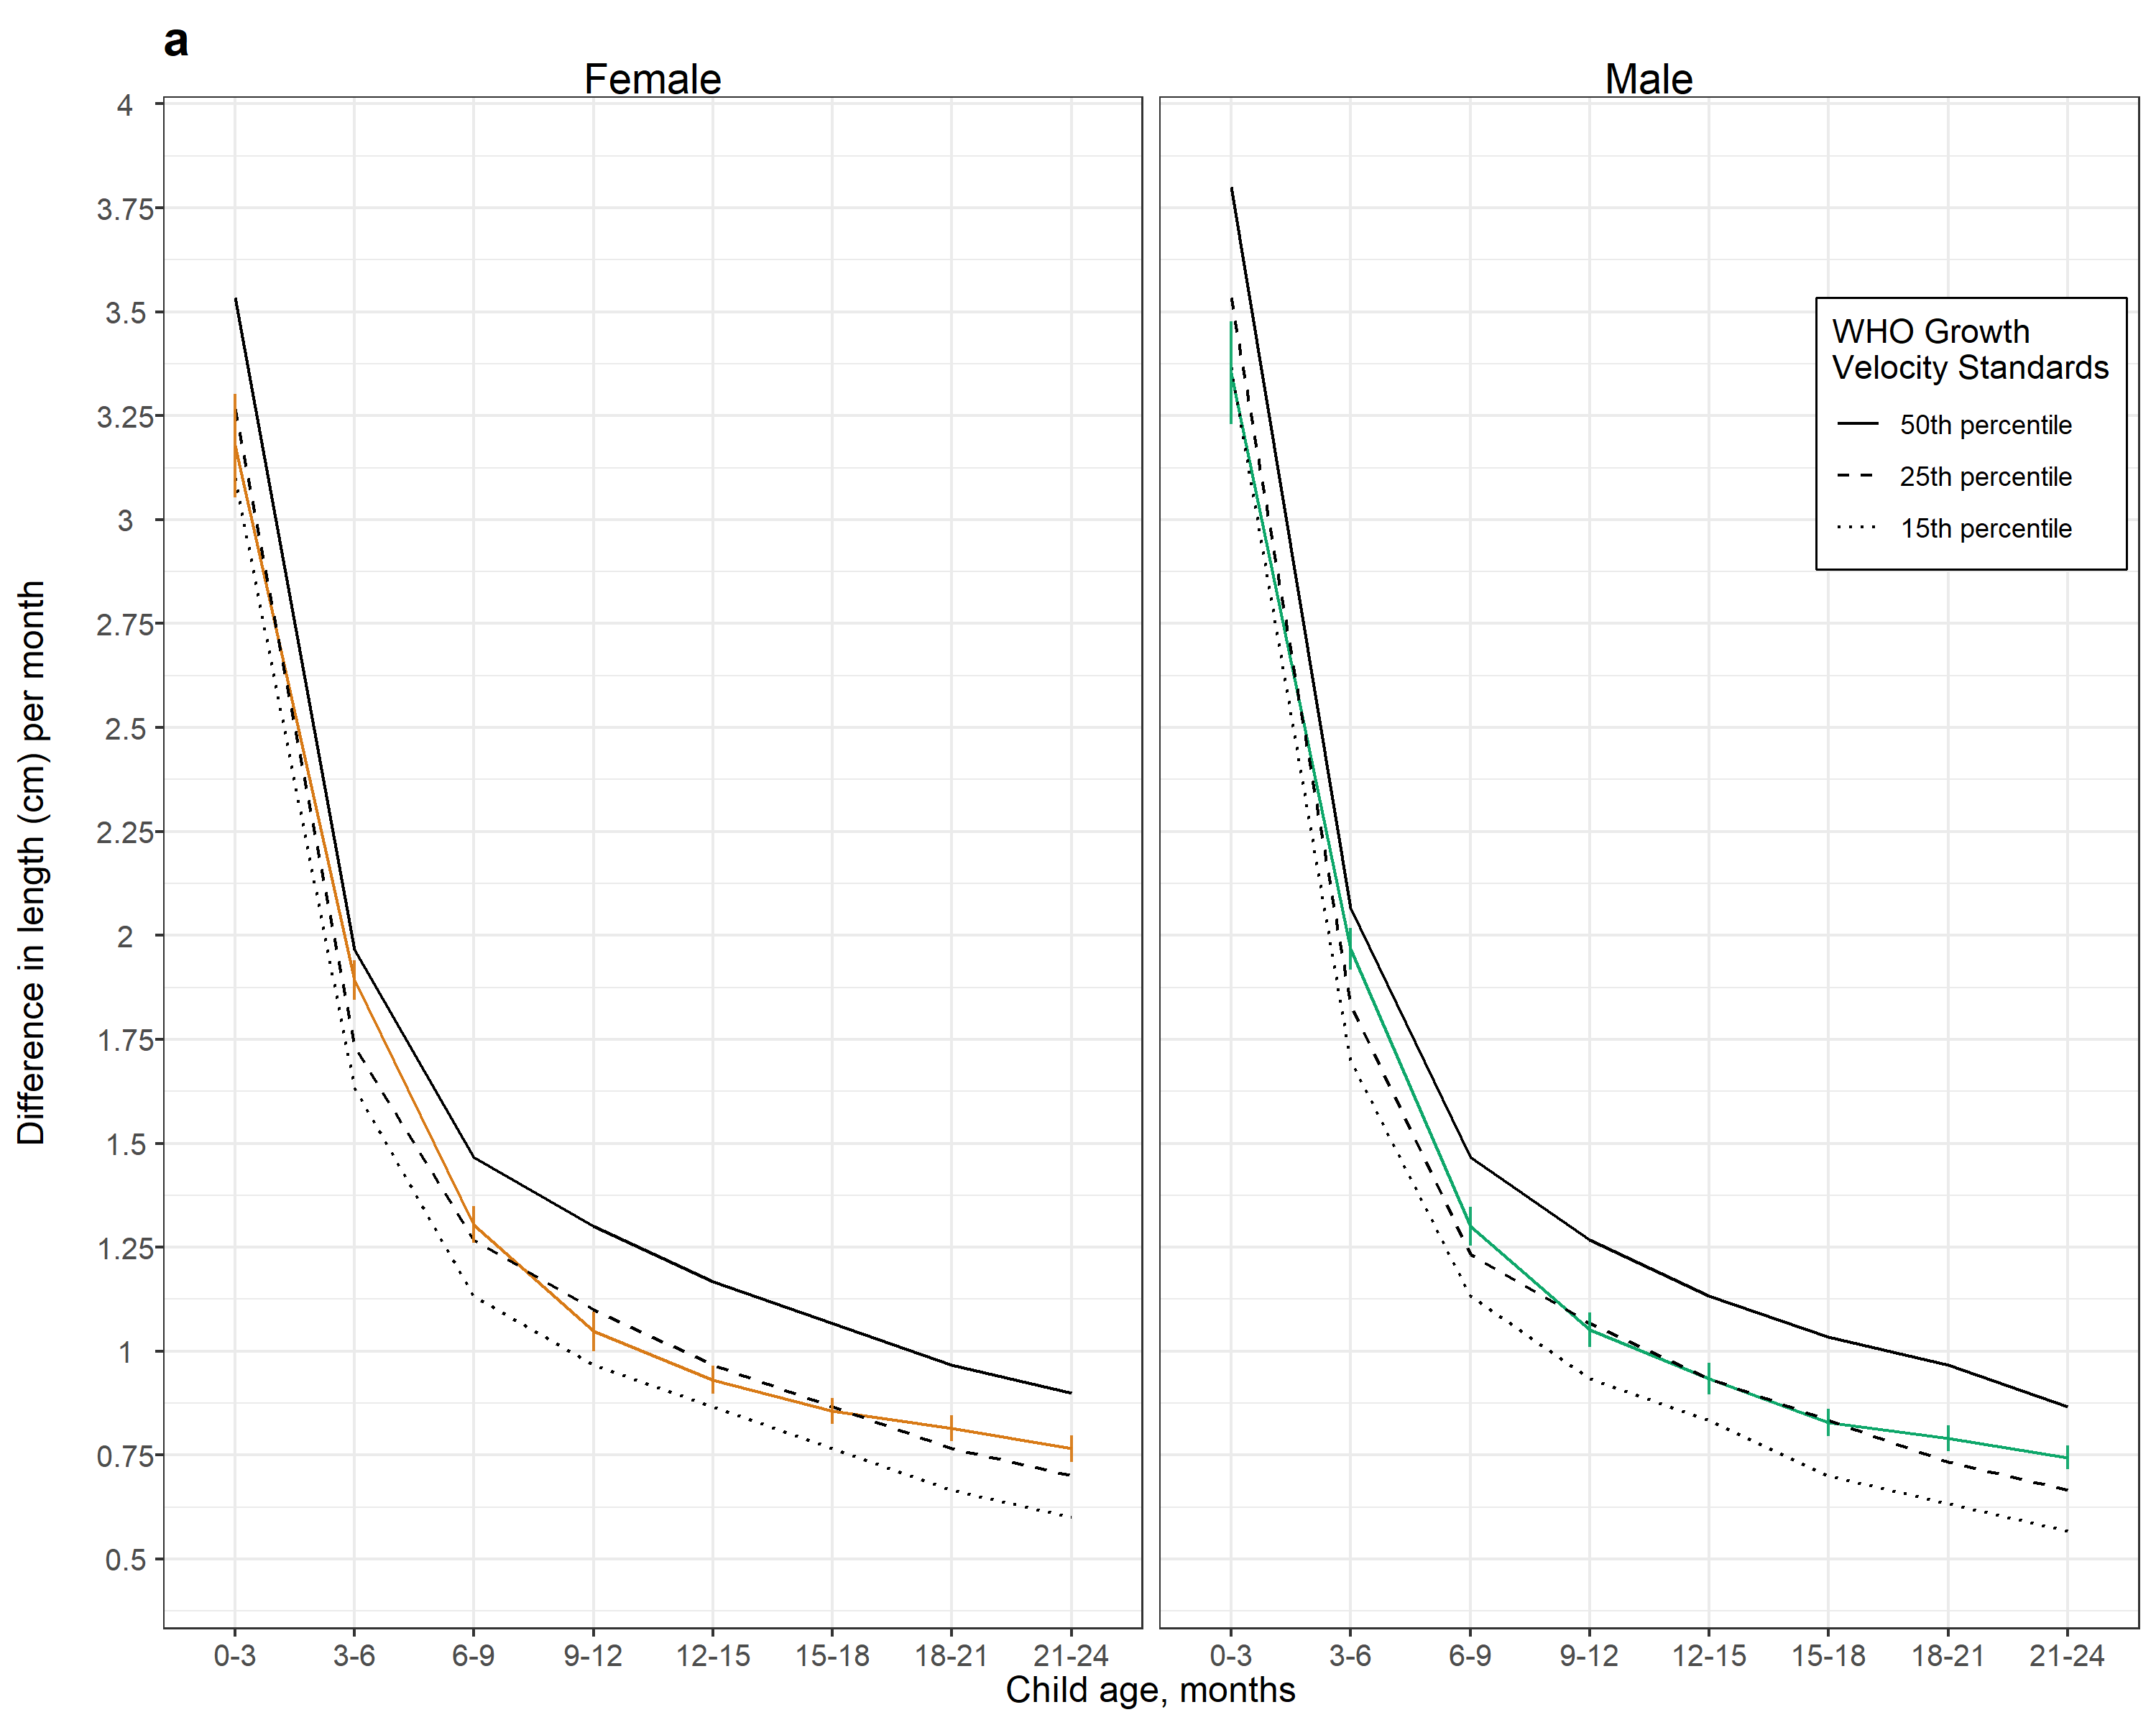 a
Female
Male
4
3.75
3.5
3.25
3
2.75
2.5
2.25
2
1.75
1.5
1.25
1
0.75
0.5
Difference in length (cm) per month
WHO Growth
Velocity Standards
50th percentile
25th percentile
15th percentile
0-3 3-6 6-9 9-12 12-15 15-18 18-21 21-24
0-3 3-6 6-9 9-12 12-15 15-18 18-21 21-24
Child age, months